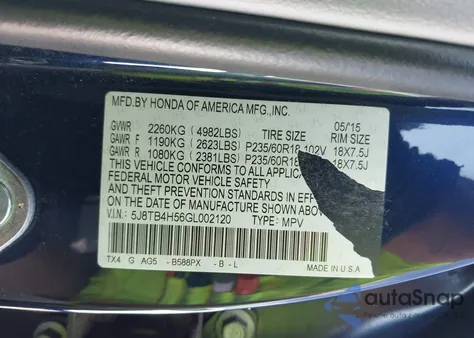 MFD. BY HONDA OF AMERICA MFG., INC. 05/15
GVWR 2260KG (4982LBS) TIRE SIZE RIM SIZE
GAWR F 1190KG (2623LBS) P235/60R18 102V 18X7.5J
GAWR R 1080KG (2381LBS) P235/60R18 18X7.5J
THIS VEHICLE CONFORMS TO ALL APPLICABLE
FEDERAL MOTOR VEHICLE SAFETY
AND THEFT PREVENTION STANDARDS IN EFFECT
ON THE DATE OF MANUFACTURE SHOWN ABOVE.
V.I.N.: 5J8TB4H56GL002120 TYPE: MPV
TX4 G AG5 - B588PX - B - L MADE IN U.S.A
autoSnap